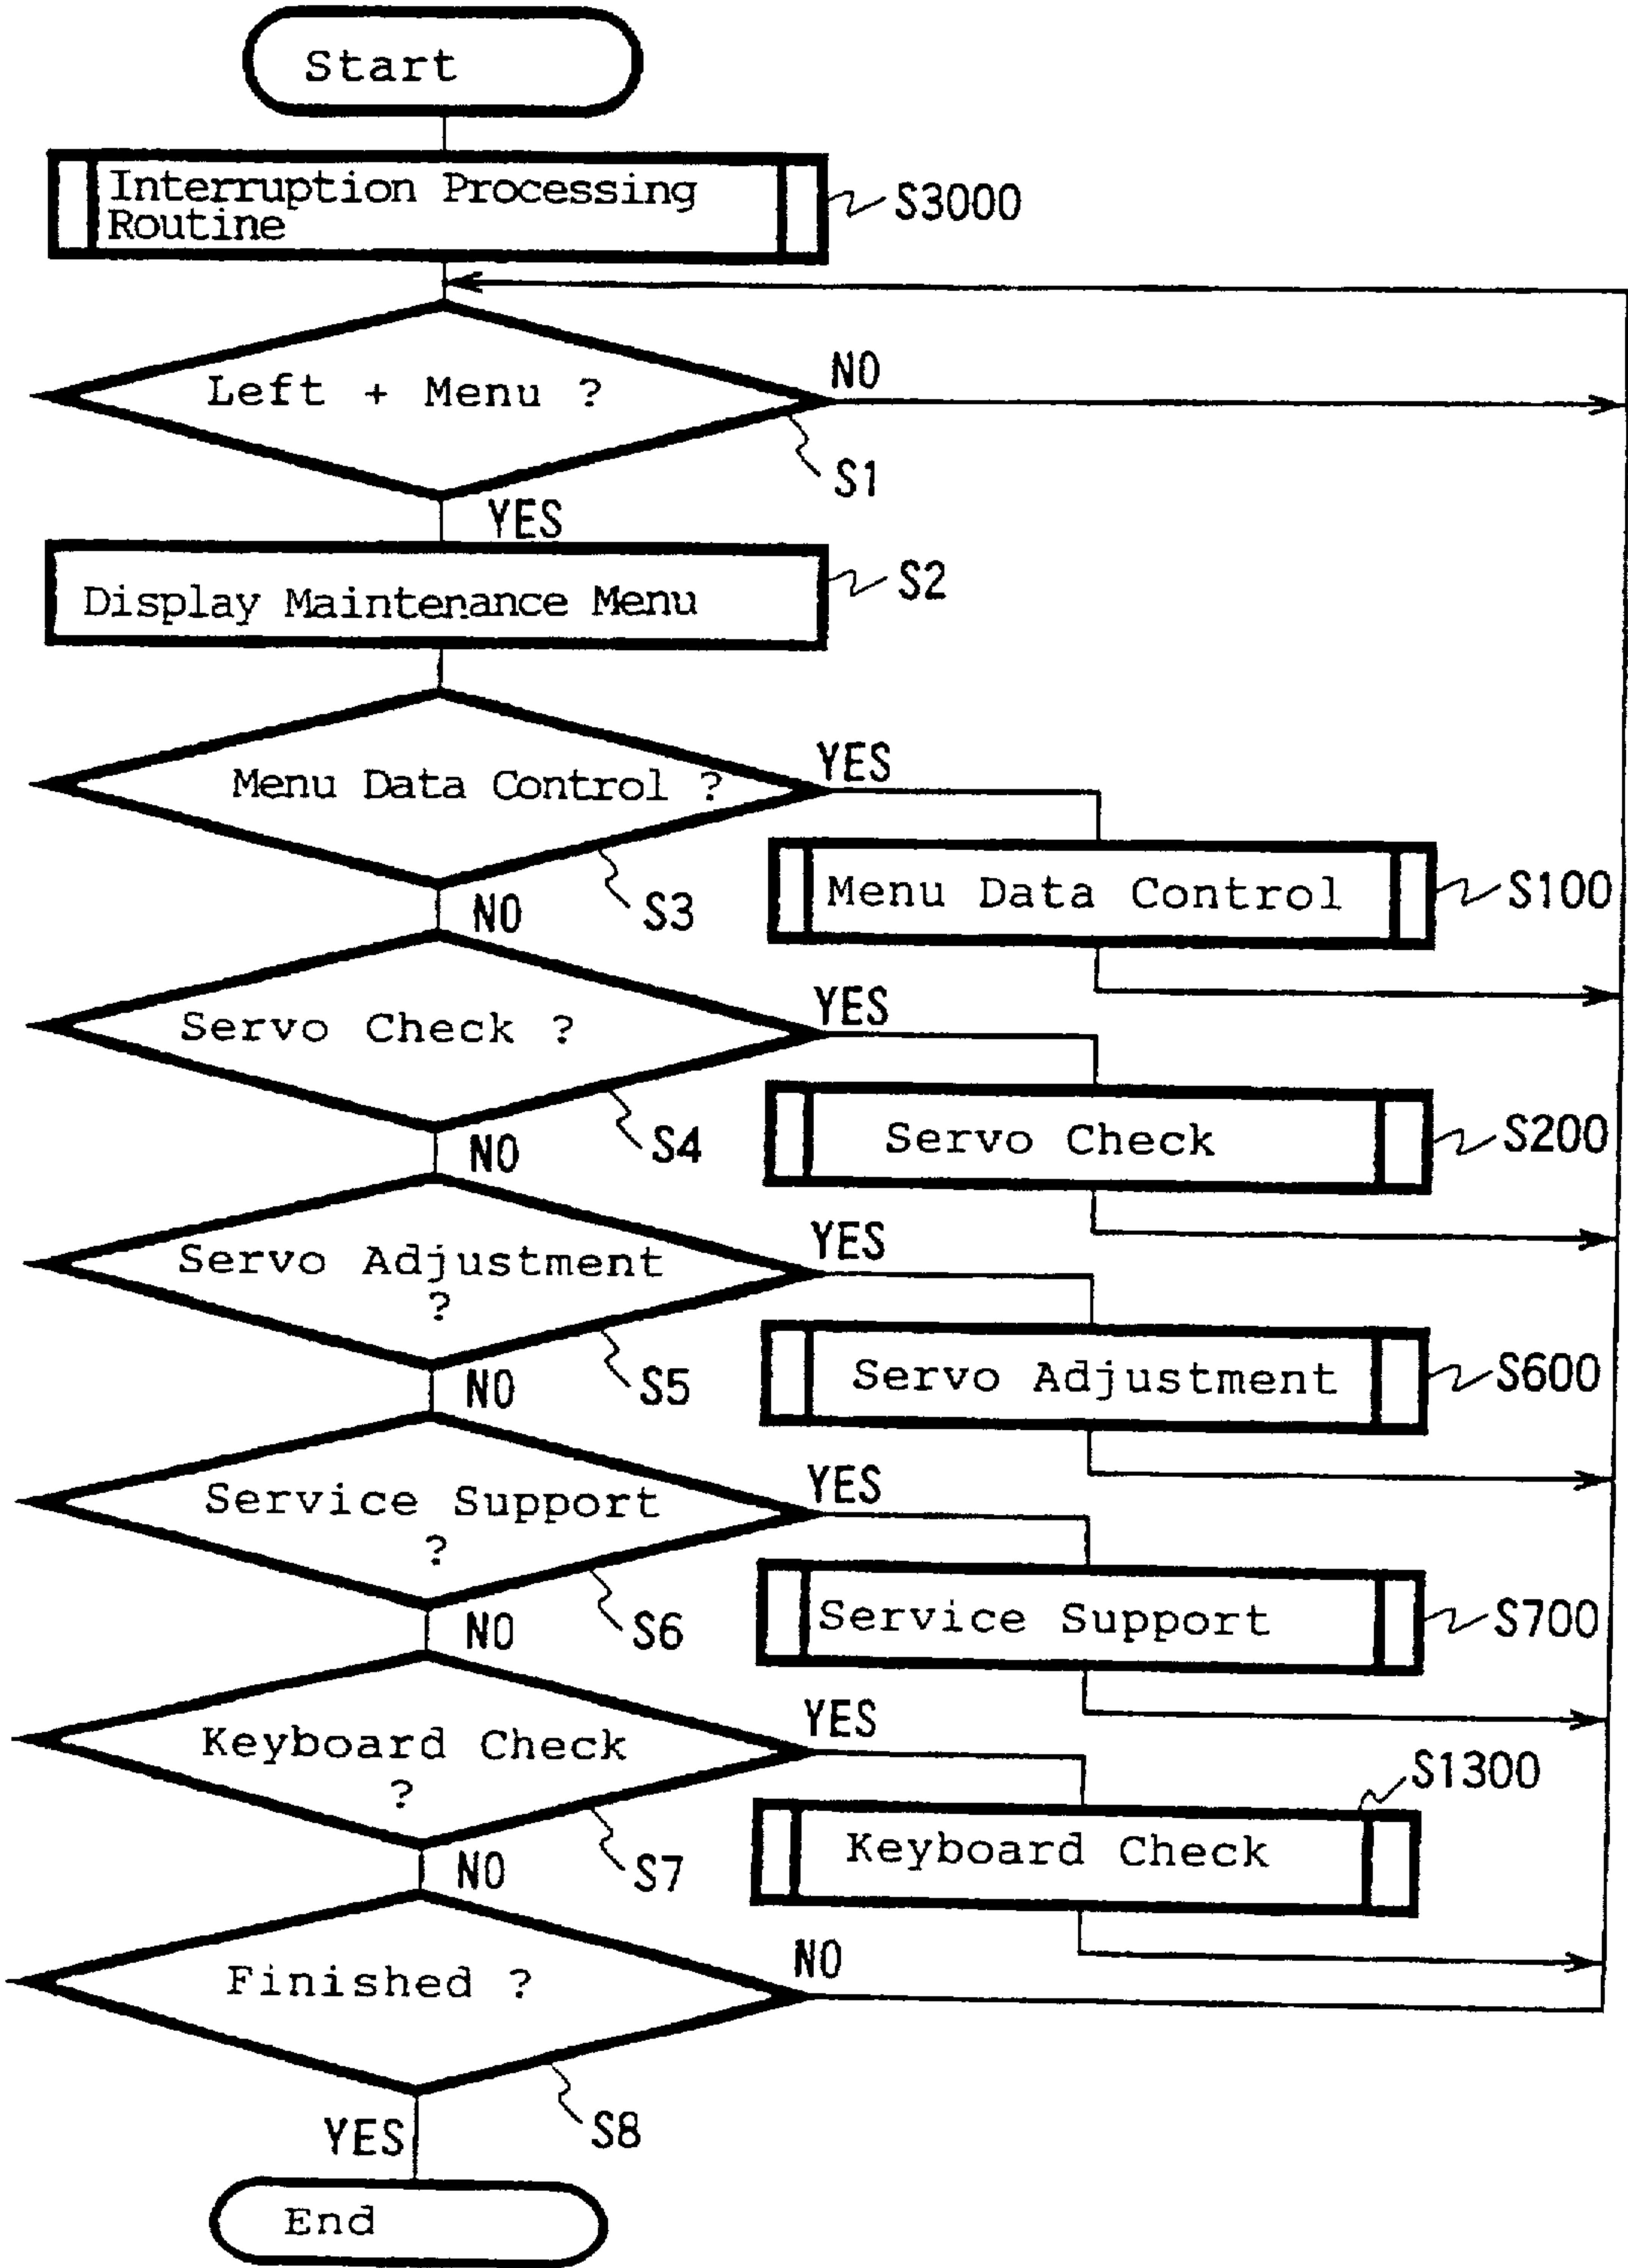 Start
Interruption Processing
Routine
S3000
Left + Menu ?
NO
S1
YES
Display Maintenance Menu
S2
Menu Data Control ?
YES
S3
NO
Menu Data Control
S100
Servo Check ?
YES
S4
NO
Servo Check
S200
Servo Adjustment
?
YES
S5
NO
Servo Adjustment
S600
Service Support
?
YES
S6
NO
Service Support
S700
Keyboard Check
?
YES
S7
NO
Keyboard Check
S1300
Finished ?
NO
S8
YES
End